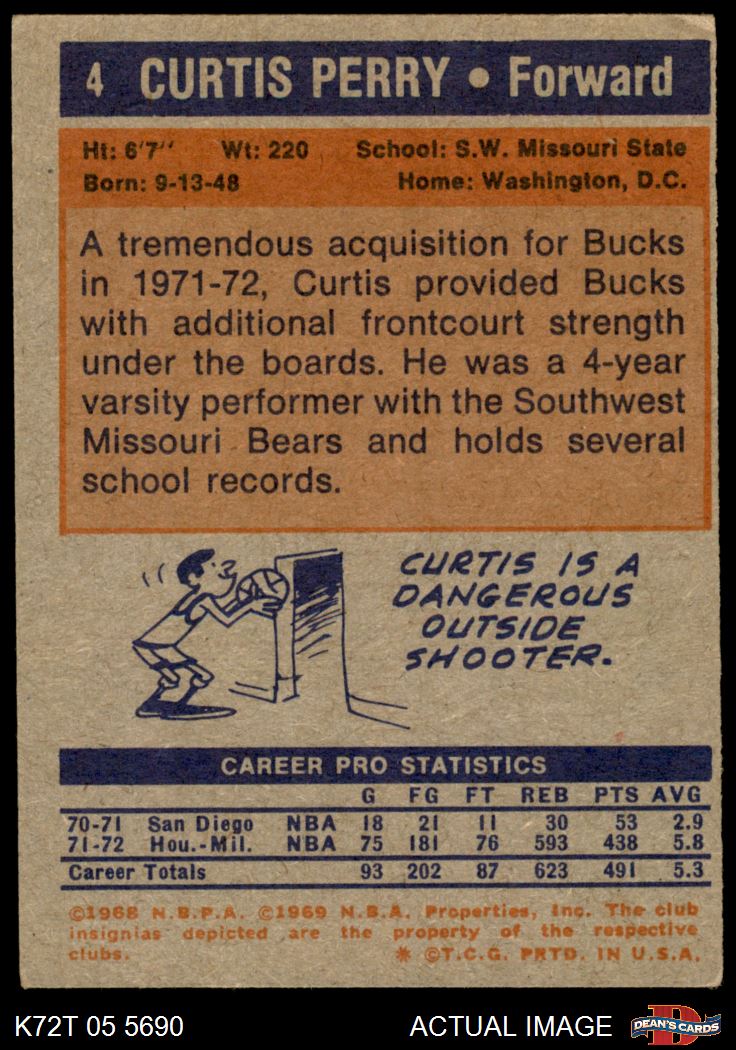 4 CURTIS PERRY • Forward
Ht: 6'7'' Wt: 220 School: S.W. Missouri State
Born: 9-13-48 Home: Washington, D.C.
A tremendous acquisition for Bucks
in 1971-72, Curtis provided Bucks
with additional frontcourt strength
under the boards. He was a 4-year
varsity performer with the Southwest
Missouri Bears and holds several
school records.
CURTIS IS A
DANGEROUS
OUTSIDE
SHOOTER.
CAREER PRO STATISTICS
G FG FT REB PTS AVG
70-71 San Diego NBA 18 21 11 30 53 2.9
71-72 Hou.-Mil. NBA 75 181 76 593 438 5.8
Career Totals 93 202 87 623 491 5.3
©1968 N.B.P.A. ©1969 N.B.A. Properties, Inc. The club
insignias depicted are the property of the respective
clubs. * ©T.C.G. PRTD. IN U.S.A.
K72T 05 5690 ACTUAL IMAGE D DEAN'S CARDS